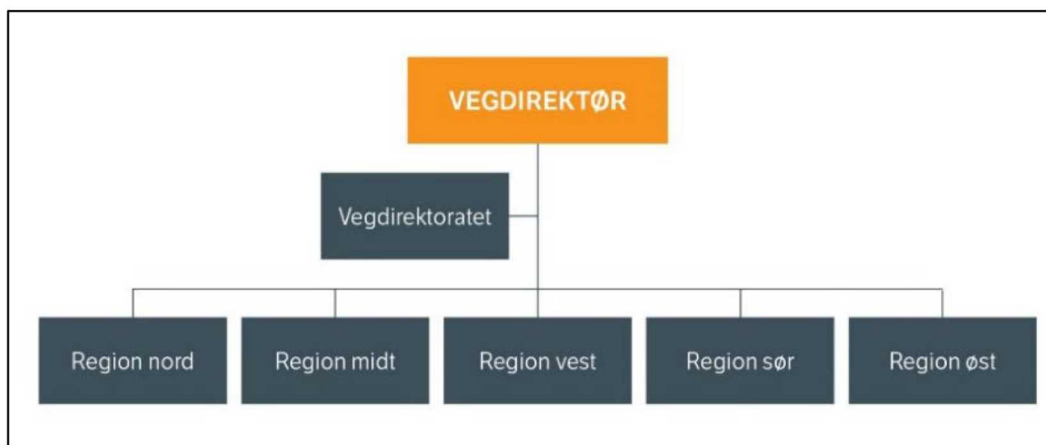 VEGDIREKTØR
Vegdirektoratet
Region nord
Region midt
Region vest
Region sør
Region øst